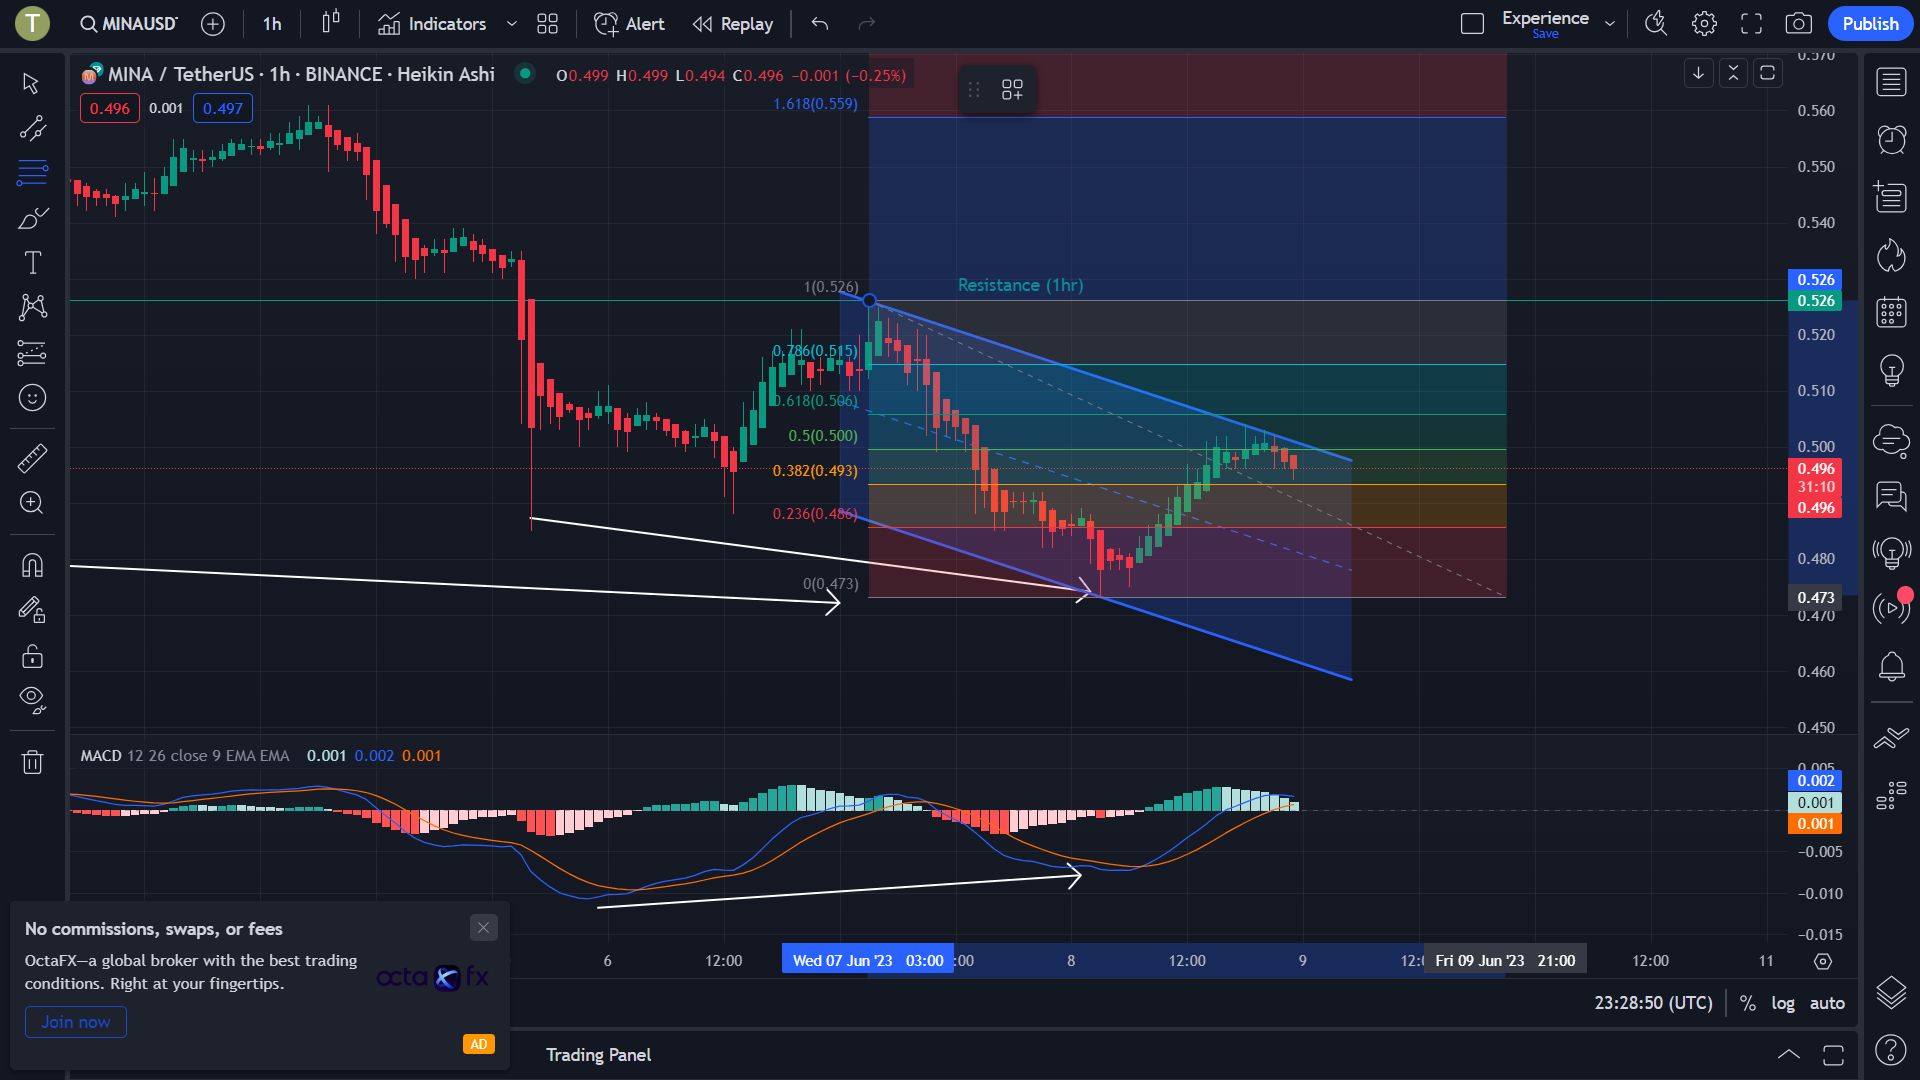 T
MINAUSDT
1h
Indicators
Alert
Replay
Experience
Save
Publish
MINA / TetherUS · 1h · BINANCE · Heikin Ashi
O0.499 H0.499 L0.494 C0.496 −0.001 (−0.25%)
0.496
0.001
0.497
1.618(0.559)
1(0.526)
Resistance (1hr)
0.786(0.515)
0.618(0.506)
0.5(0.500)
0.382(0.493)
0.236(0.486)
0(0.473)
0.570
0.560
0.550
0.540
0.526
0.526
0.520
0.510
0.500
0.496
31:10
0.496
0.480
0.473
0.470
0.460
0.450
MACD 12 26 close 9 EMA EMA 0.001 0.002 0.001
0.005
0.002
0.001
0.001
−0.005
−0.010
−0.015
6
12:00
Wed 07 Jun '23 03:00
:00
8
12:00
9
12:
Fri 09 Jun '23 21:00
12:00
11
No commissions, swaps, or fees
OctaFX—a global broker with the best trading
conditions. Right at your fingertips.
octa fx
Join now
AD
23:28:50 (UTC)
%
log
auto
Trading Panel